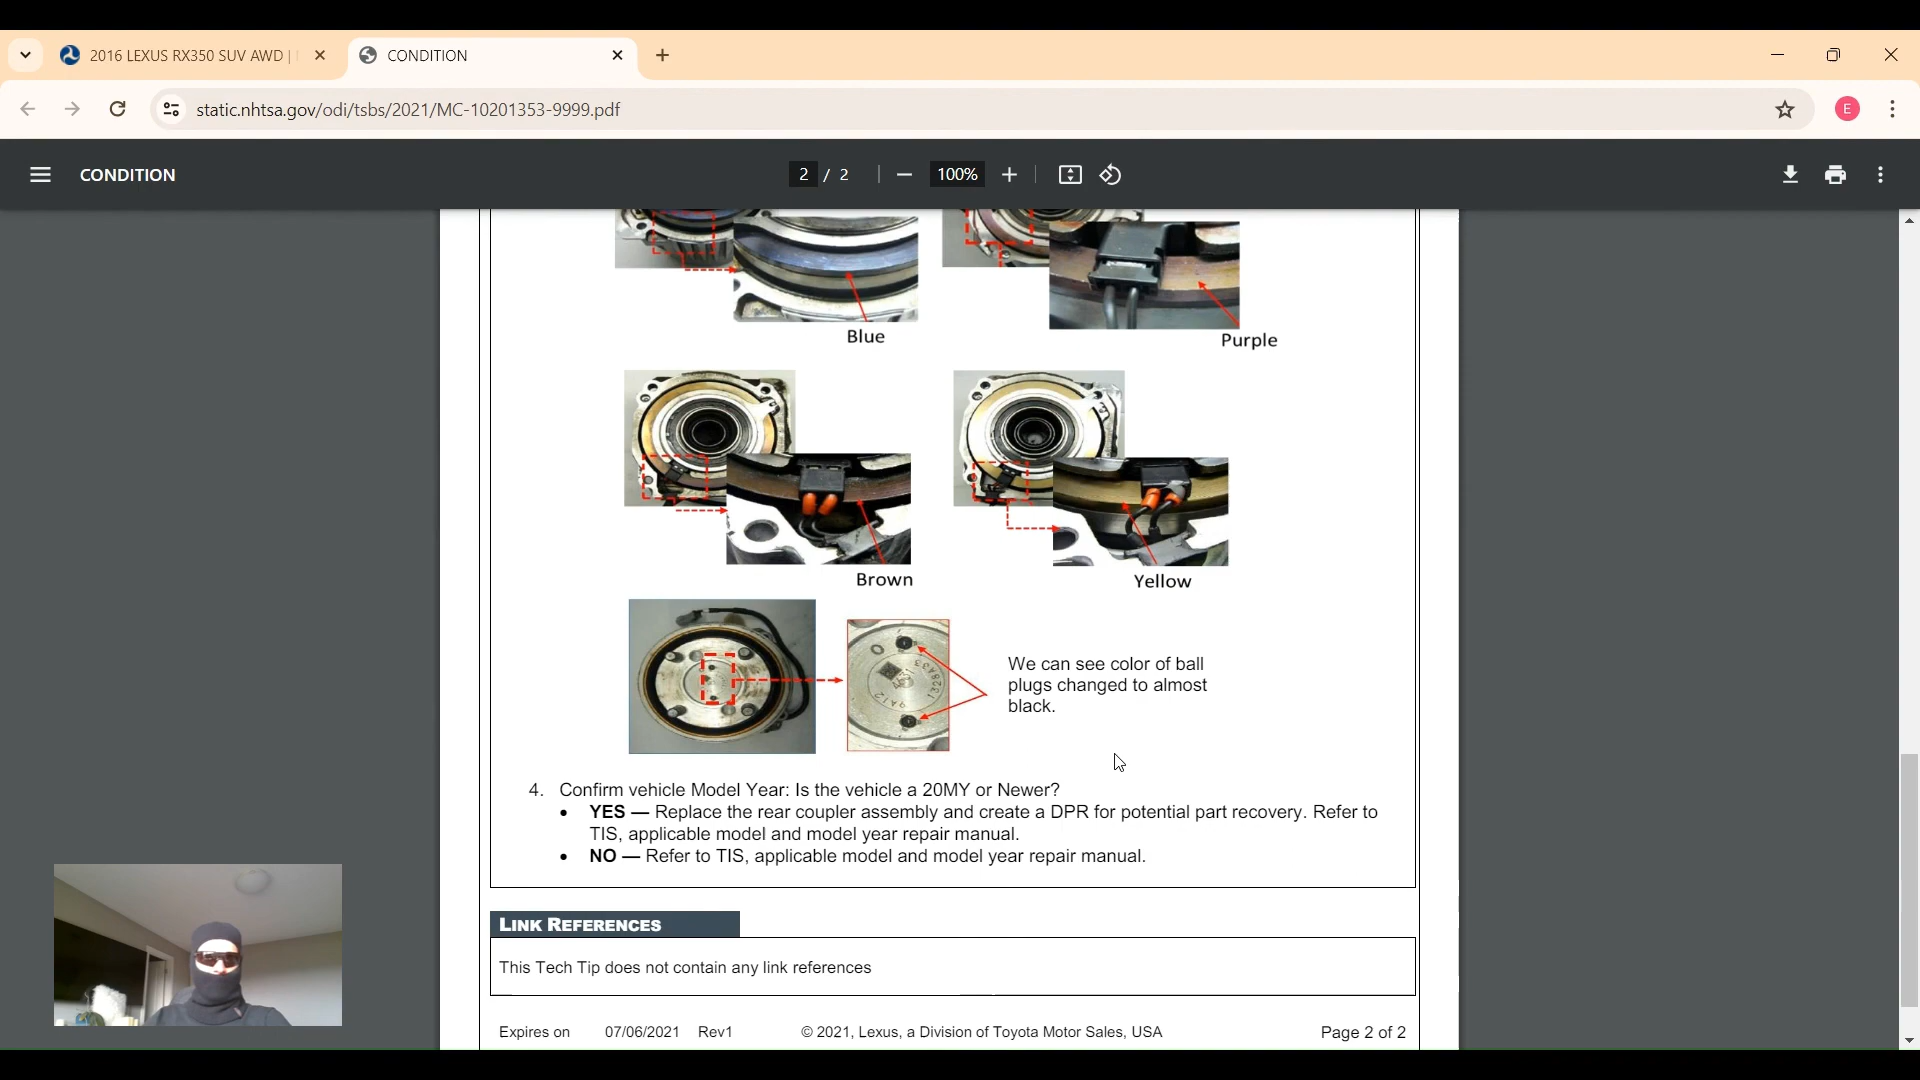 2016 LEXUS RX350 SUV AWD |
CONDITION
E
static.nhtsa.gov/odi/tsbs/2021/MC-10201353-9999.pdf
CONDITION
2 / 2
100%
Blue
Purple
Brown
Yellow
9A12
1328A33
We can see color of ball
plugs changed to almost
black.
4. Confirm vehicle Model Year: Is the vehicle a 20MY or Newer?
• YES — Replace the rear coupler assembly and create a DPR for potential part recovery. Refer to
TIS, applicable model and model year repair manual.
• NO — Refer to TIS, applicable model and model year repair manual.
LINK REFERENCES
This Tech Tip does not contain any link references
Expires on 07/06/2021 Rev1 © 2021, Lexus, a Division of Toyota Motor Sales, USA Page 2 of 2